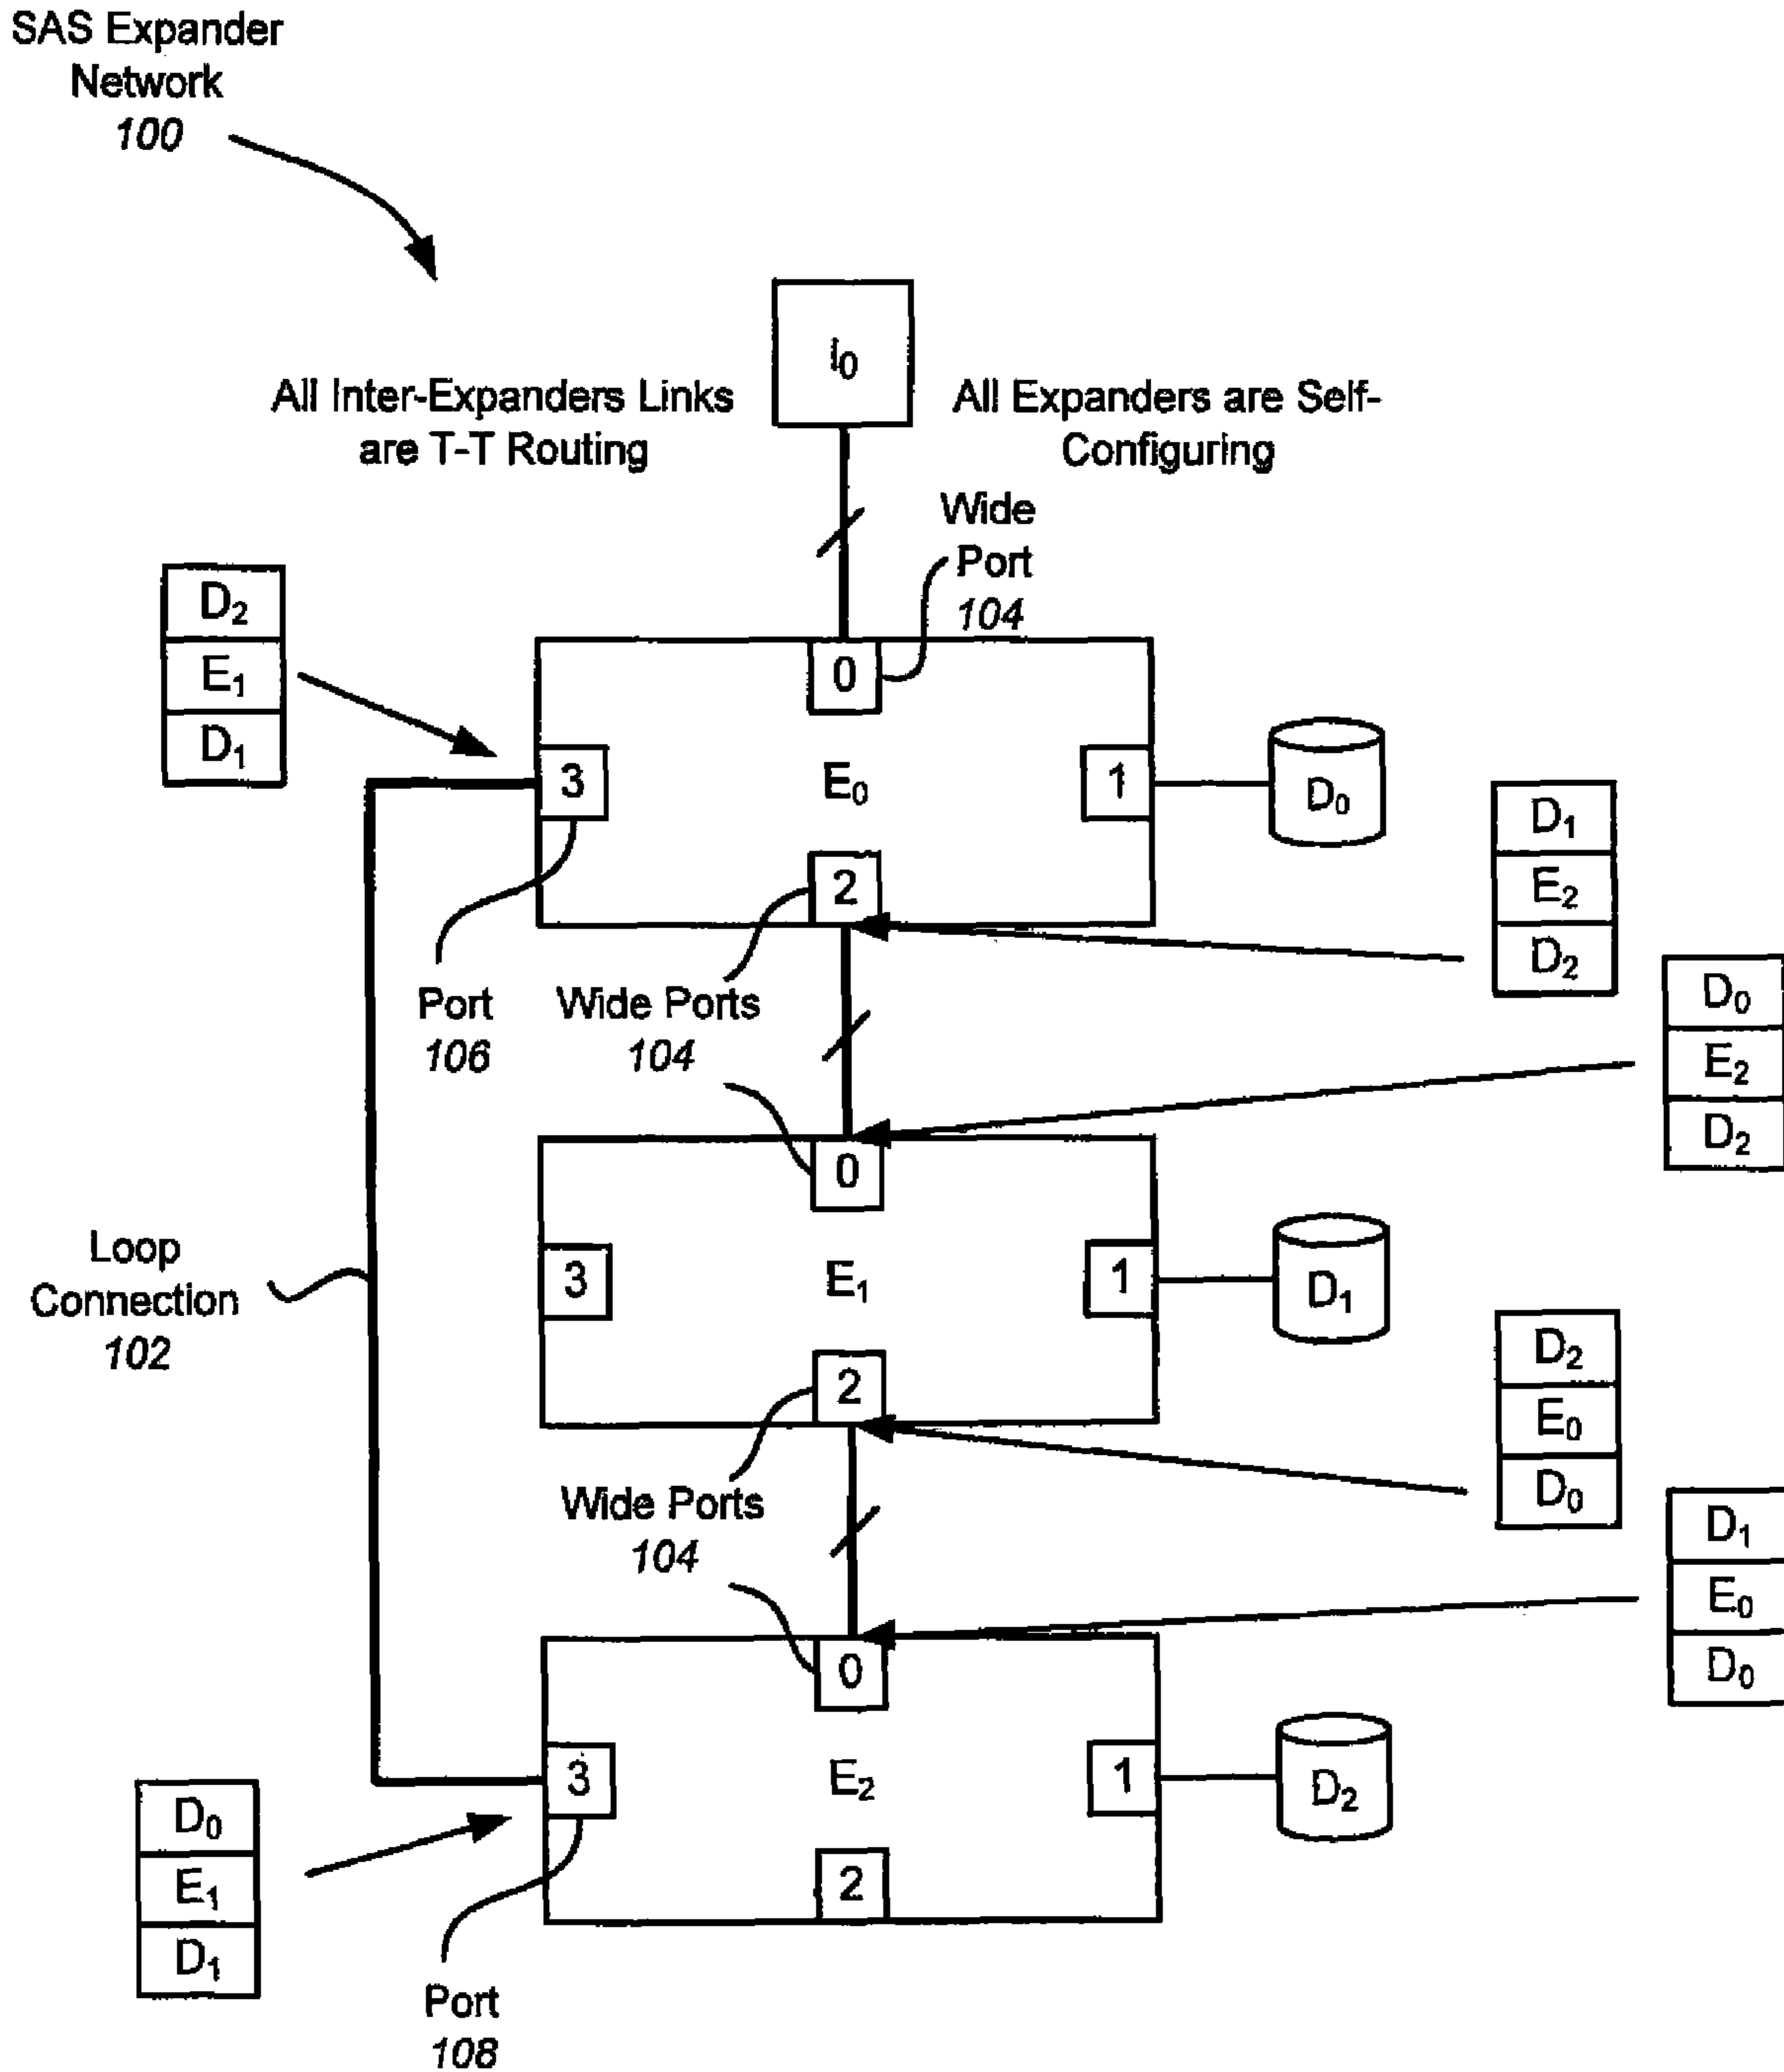 SAS Expander
Network
100
I₀
All Inter-Expanders Links
are T-T Routing
All Expanders are Self-
Configuring
Wide
Port
104
D₂
E₁
D₁
0
3
E₀
1
D₀
2
D₁
E₂
D₂
Port
106
Wide Ports
104
D₀
E₂
D₂
0
Loop
Connection
102
3
E₁
1
D₁
2
D₂
E₀
D₀
Wide Ports
104
D₁
E₀
D₀
0
3
E₂
1
D₂
2
D₀
E₁
D₁
Port
108